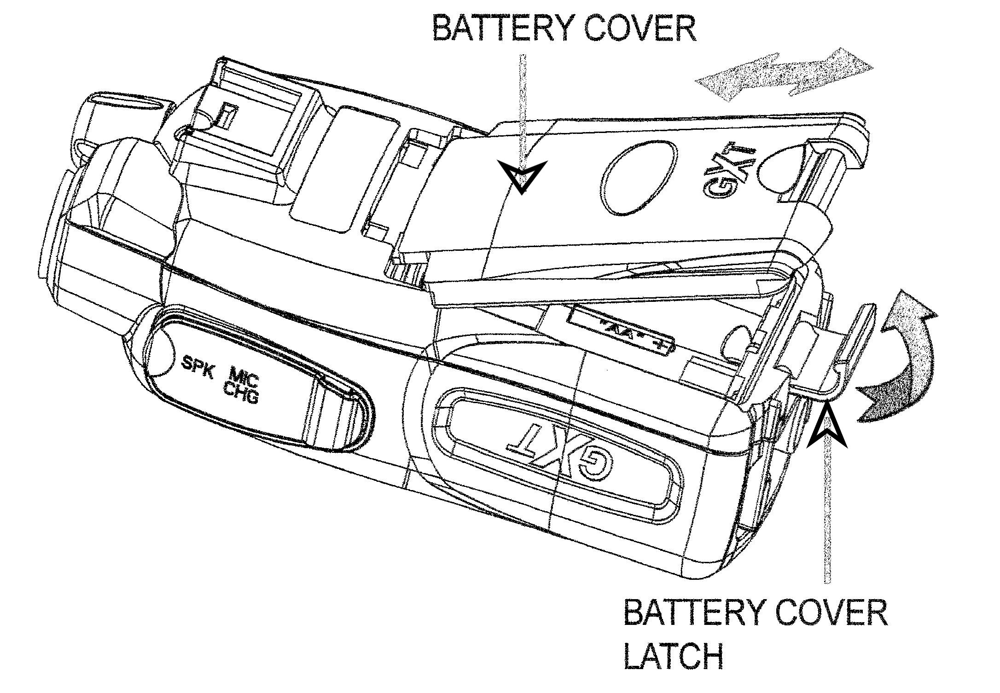 BATTERY COVER
GXT
"AA" +
SPK MIC
CHG
GXT
BATTERY COVER
LATCH